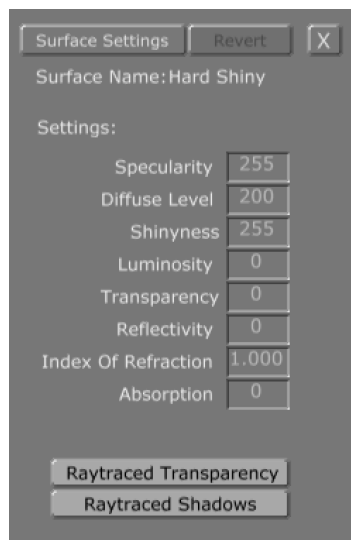 Surface Settings Revert X
Surface Name:Hard Shiny
Settings:
Specularity 255
Diffuse Level 200
Shinyness 255
Luminosity 0
Transparency 0
Reflectivity 0
Index Of Refraction 1.000
Absorption 0
Raytraced Transparency
Raytraced Shadows